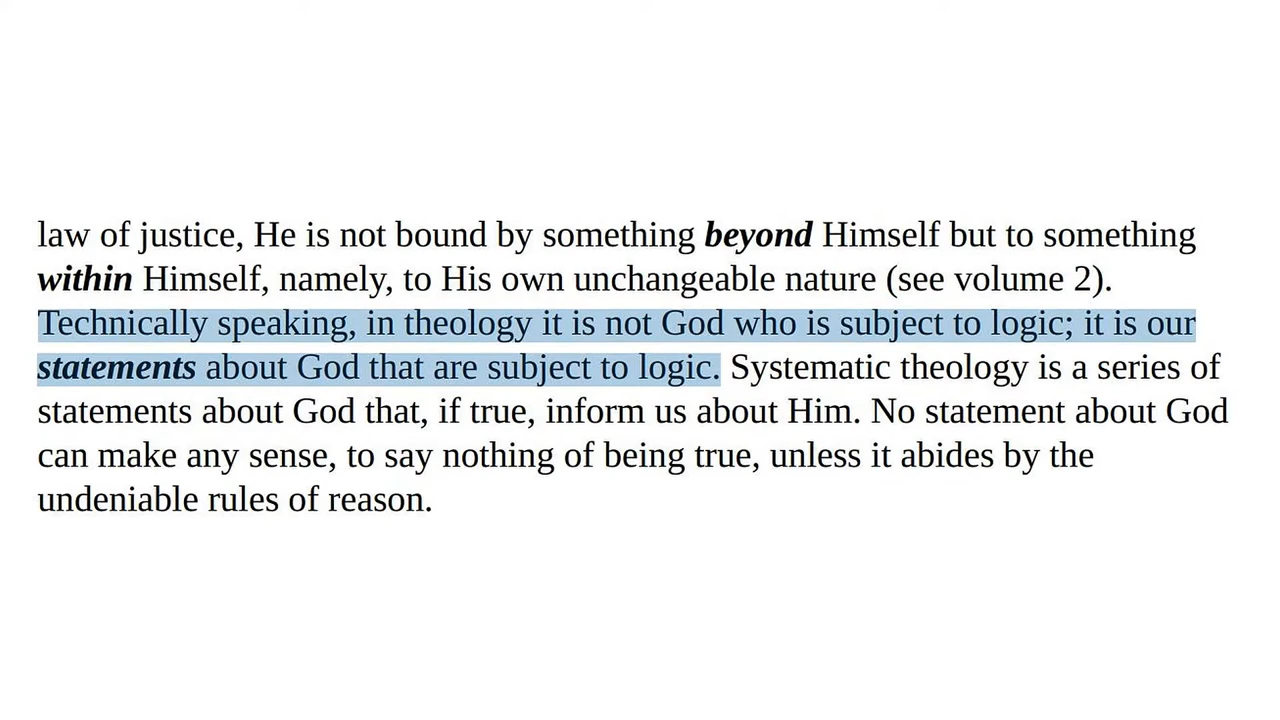 law of justice, He is not bound by something beyond Himself but to something
within Himself, namely, to His own unchangeable nature (see volume 2).
Technically speaking, in theology it is not God who is subject to logic; it is our
statements about God that are subject to logic. Systematic theology is a series of
statements about God that, if true, inform us about Him. No statement about God
can make any sense, to say nothing of being true, unless it abides by the
undeniable rules of reason.